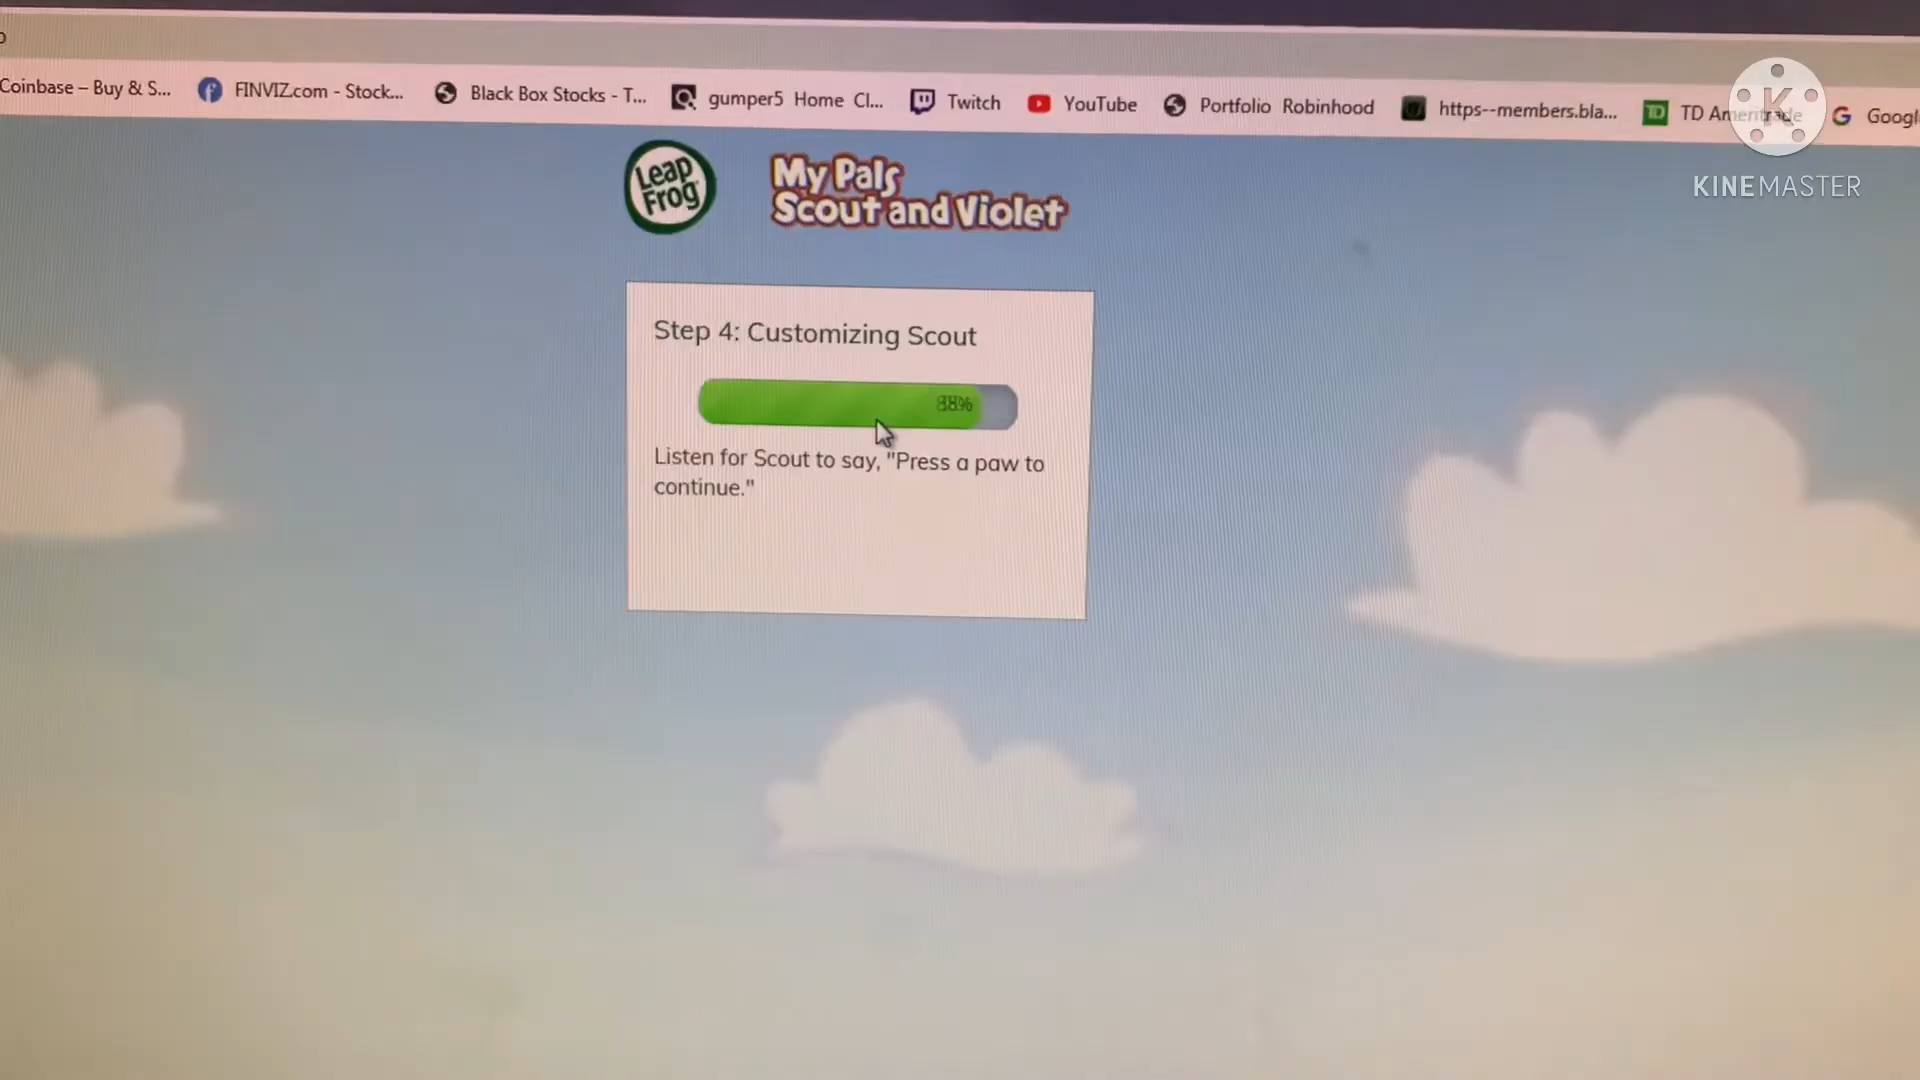 Coinbase – Buy & S... FINVIZ.com - Stock... Black Box Stocks - T... gumper5 Home Cl... Twitch YouTube Portfolio Robinhood https--members.bla... TD Ameritrade Googl
KINEMASTER
Leap
Frog
My Pals
Scout and Violet
Step 4: Customizing Scout
88%
Listen for Scout to say, "Press a paw to
continue."